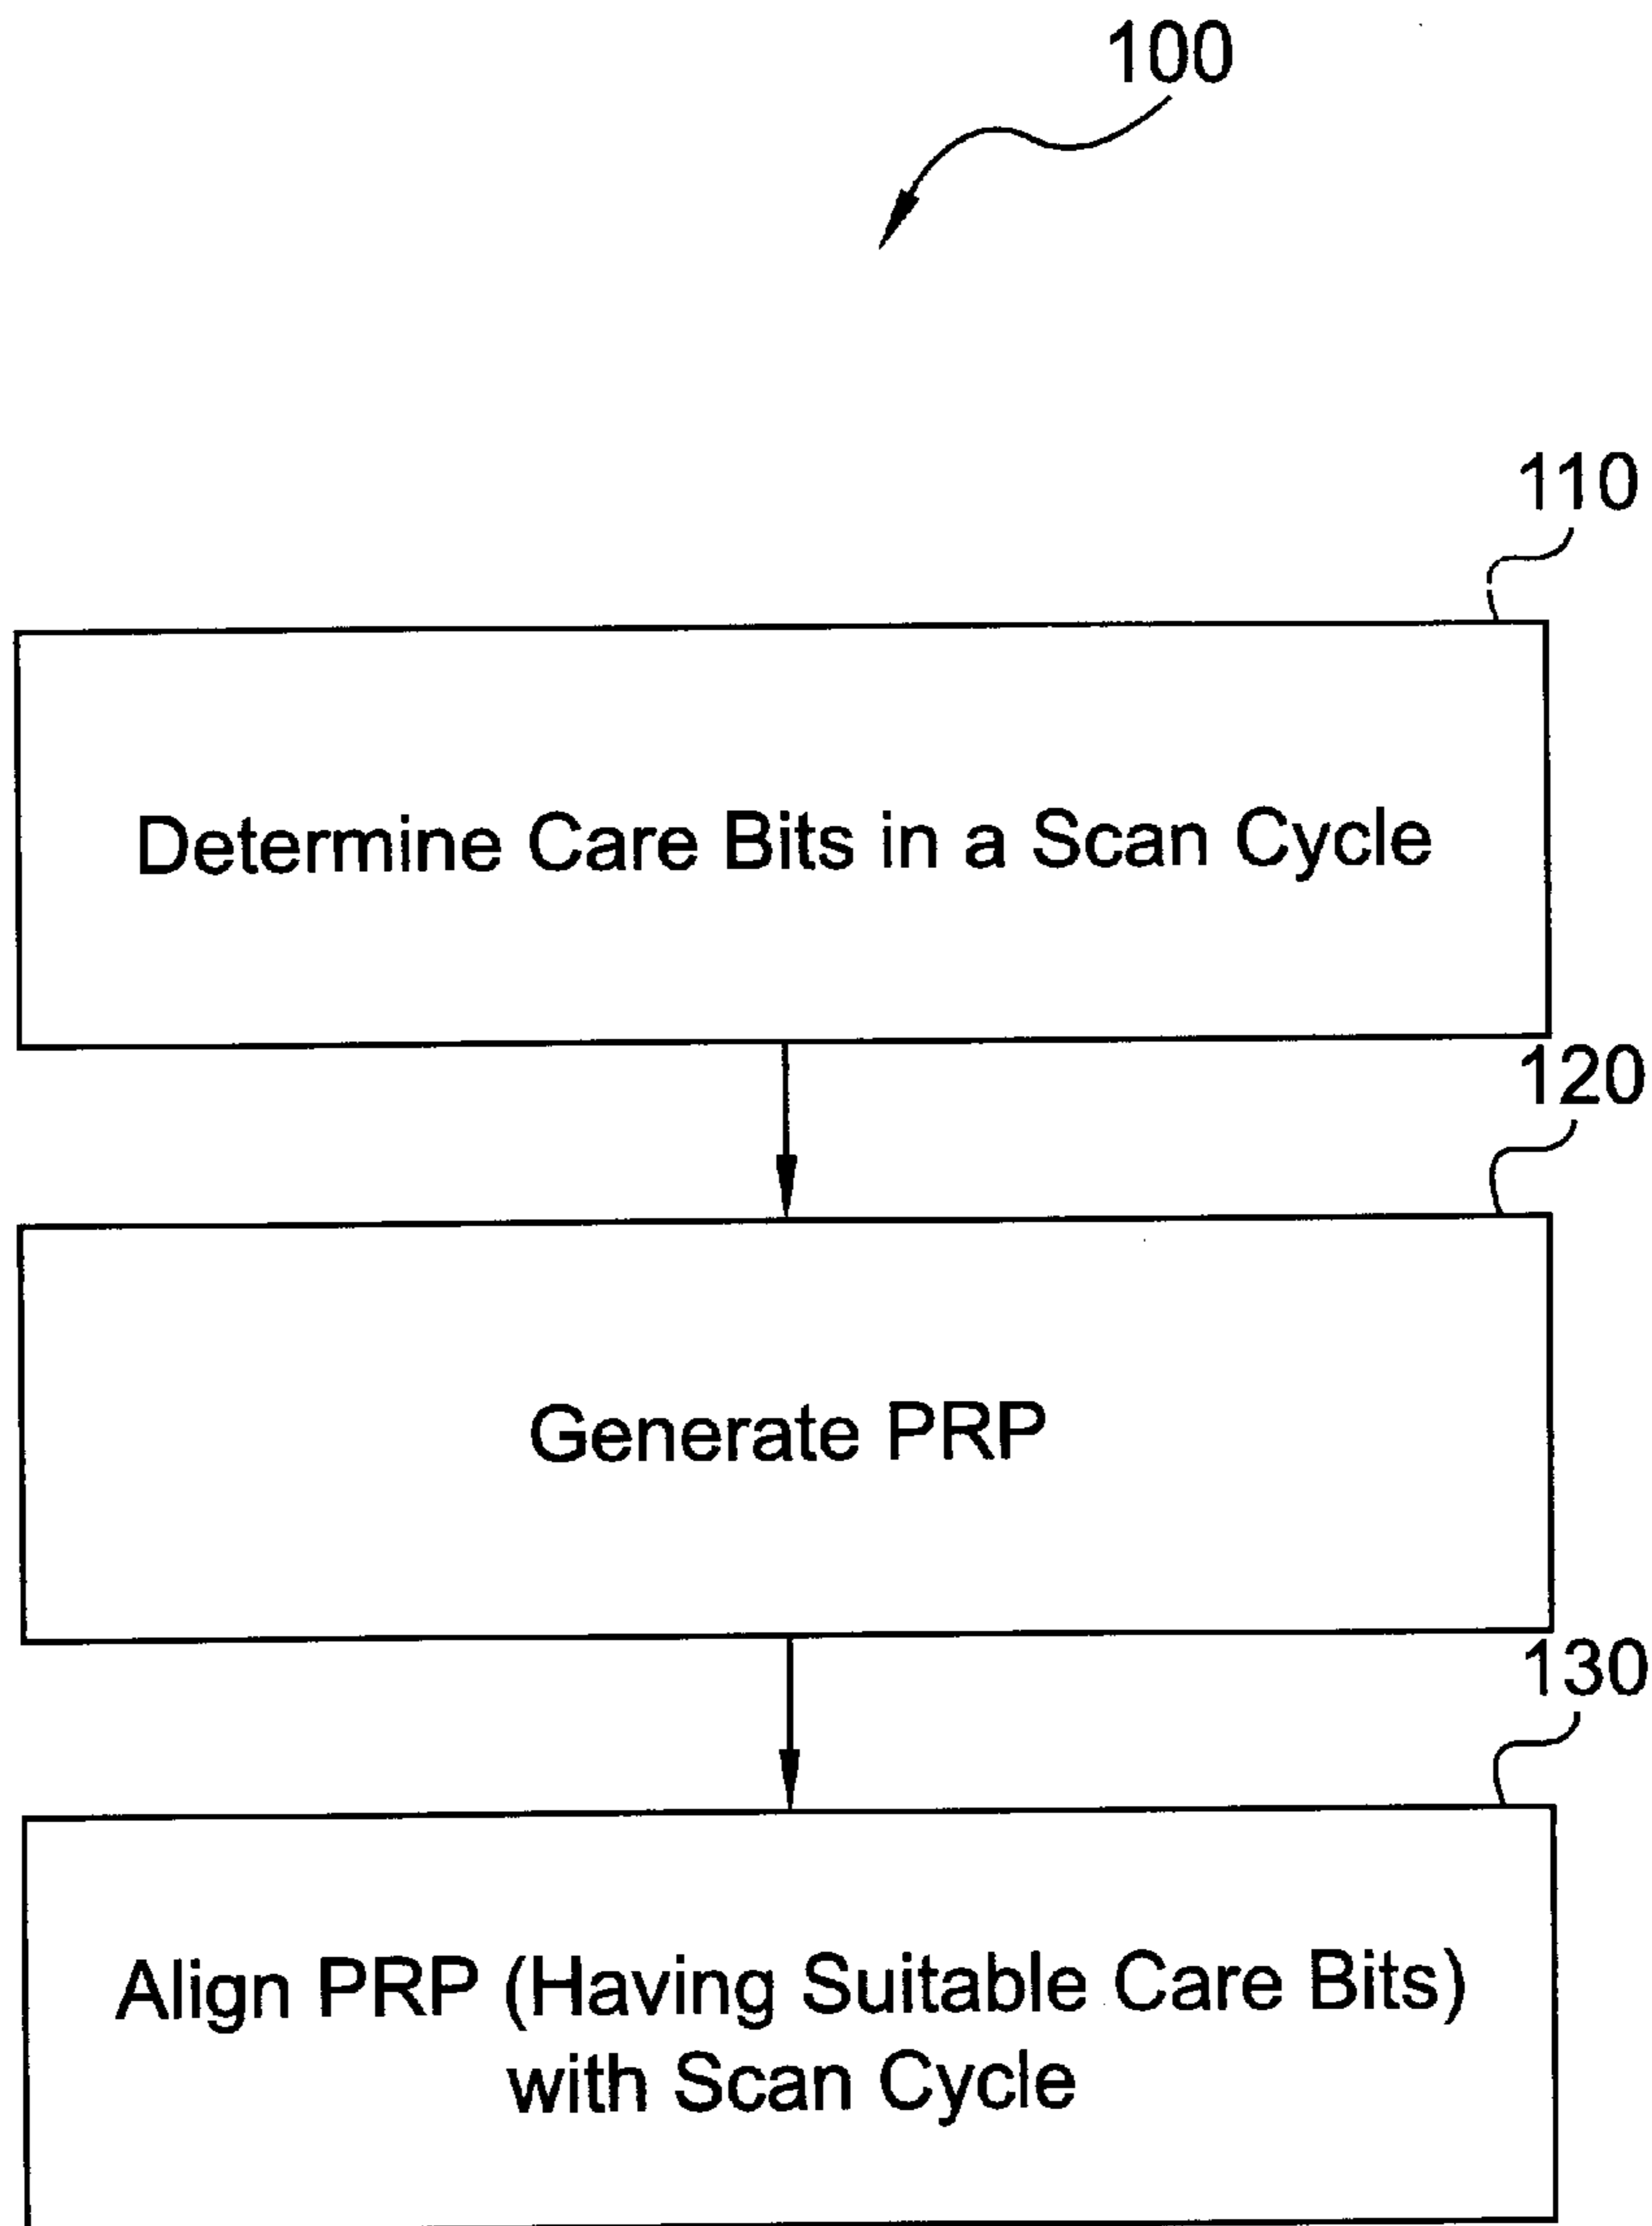 100
110
Determine Care Bits in a Scan Cycle
120
Generate PRP
130
Align PRP (Having Suitable Care Bits)
with Scan Cycle